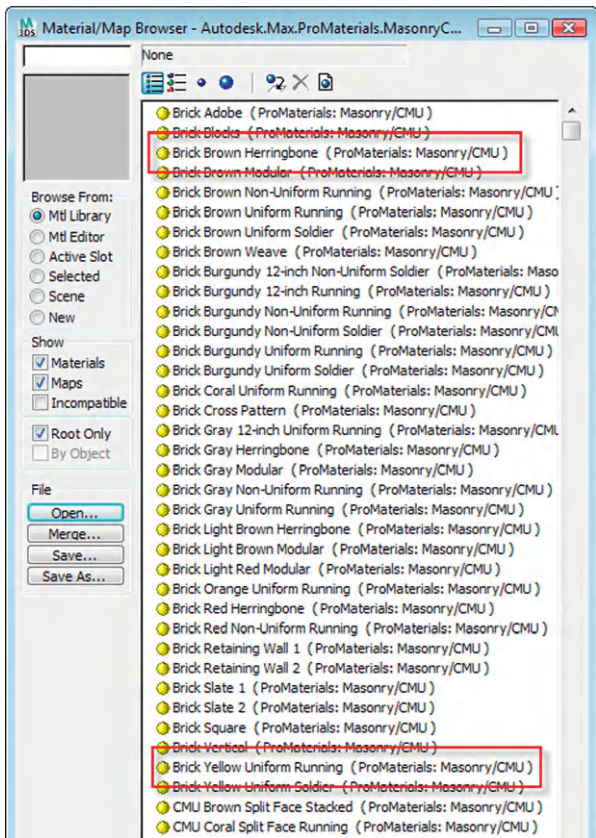 Material/Map Browser - Autodesk.Max.ProMaterials.MasonryC...
None
Brick Adobe (ProMaterials: Masonry/CMU )
Brick Blocks (ProMaterials: Masonry/CMU )
Brick Brown Herringbone (ProMaterials: Masonry/CMU )
Brick Brown Modular (ProMaterials: Masonry/CMU )
Brick Brown Non-Uniform Running (ProMaterials: Masonry/CMU )
Brick Brown Uniform Running (ProMaterials: Masonry/CMU )
Brick Brown Uniform Soldier (ProMaterials: Masonry/CMU )
Brick Brown Weave (ProMaterials: Masonry/CMU )
Brick Burgundy 12-inch Non-Uniform Soldier (ProMaterials: Maso
Brick Burgundy 12-inch Running (ProMaterials: Masonry/CMU )
Brick Burgundy Non-Uniform Running (ProMaterials: Masonry/CM
Brick Burgundy Non-Uniform Soldier (ProMaterials: Masonry/CMU
Brick Burgundy Uniform Running (ProMaterials: Masonry/CMU )
Brick Burgundy Uniform Soldier (ProMaterials: Masonry/CMU )
Brick Coral Uniform Running (ProMaterials: Masonry/CMU )
Brick Cross Pattern (ProMaterials: Masonry/CMU )
Brick Gray 12-inch Uniform Running (ProMaterials: Masonry/CMU
Brick Gray Herringbone (ProMaterials: Masonry/CMU )
Brick Gray Modular (ProMaterials: Masonry/CMU )
Brick Gray Non-Uniform Running (ProMaterials: Masonry/CMU )
Brick Gray Uniform Running (ProMaterials: Masonry/CMU )
Brick Light Brown Herringbone (ProMaterials: Masonry/CMU )
Brick Light Brown Modular (ProMaterials: Masonry/CMU )
Brick Light Red Modular (ProMaterials: Masonry/CMU )
Brick Orange Uniform Running (ProMaterials: Masonry/CMU )
Brick Red Herringbone (ProMaterials: Masonry/CMU )
Brick Red Non-Uniform Running (ProMaterials: Masonry/CMU )
Brick Retaining Wall 1 (ProMaterials: Masonry/CMU )
Brick Retaining Wall 2 (ProMaterials: Masonry/CMU )
Brick Slate 1 (ProMaterials: Masonry/CMU )
Brick Slate 2 (ProMaterials: Masonry/CMU )
Brick Square (ProMaterials: Masonry/CMU )
Brick Vertical (ProMaterials: Masonry/CMU )
Brick Yellow Uniform Running (ProMaterials: Masonry/CMU )
Brick Yellow Uniform Soldier (ProMaterials: Masonry/CMU )
CMU Brown Split Face Stacked (ProMaterials: Masonry/CMU )
CMU Coral Split Face Running (ProMaterials: Masonry/CMU )
Browse From:
Mtl Library
Mtl Editor
Active Slot
Selected
Scene
New
Show
Materials
Maps
Incompatible
Root Only
By Object
File
Open...
Merge...
Save...
Save As...